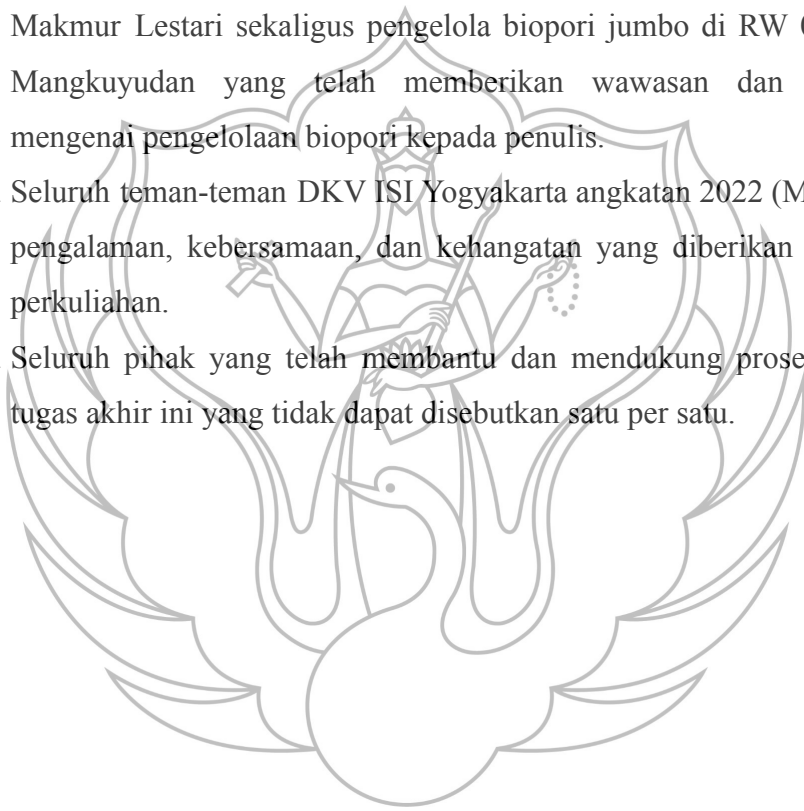 Makmur Lestari sekaligus pengelola biopori jumbo di RW
Mangkuyudan yang telah memberikan wawasan dan
mengenai pengelolaan biopori kepada penulis.
Seluruh teman-teman DKV ISI Yogyakarta angkatan 2022
pengalaman, kebersamaan, dan kehangatan yang diberikan
perkuliahan.
Seluruh pihak yang telah membantu dan mendukung
tugas akhir ini yang tidak dapat disebutkan satu per satu.